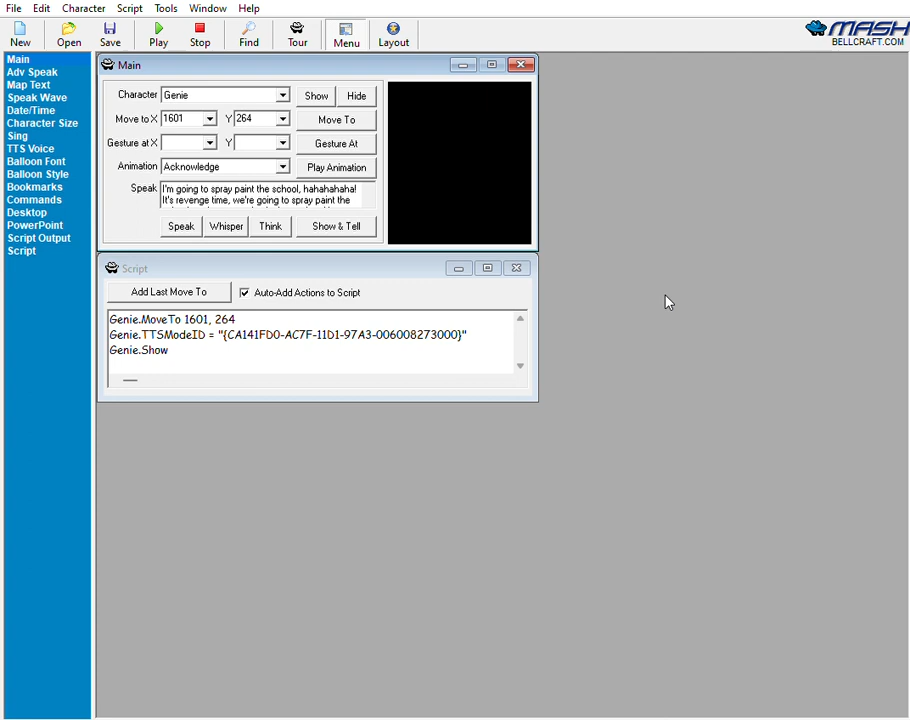 File Edit Character Script Tools Window Help
New Open Save Play Stop Find Tour Menu Layout
MASH
BELLCRAFT.COM
Main
Adv Speak
Map Text
Speak Wave
Date/Time
Character Size
Sing
TTS Voice
Balloon Font
Balloon Style
Bookmarks
Commands
Desktop
PowerPoint
Script Output
Script
Main
Character Genie Show Hide
Move to X 1601 Y 264 Move To
Gesture at X Y Gesture At
Animation Acknowledge Play Animation
Speak I'm going to spray paint the school, hahahahaha!
It's revenge time, we're going to spray paint the
Speak Whisper Think Show & Tell
Script
Add Last Move To Auto-Add Actions to Script
Genie.MoveTo 1601, 264
Genie.TTSModeID = "{CA141FD0-AC7F-11D1-97A3-006008273000}"
Genie.Show